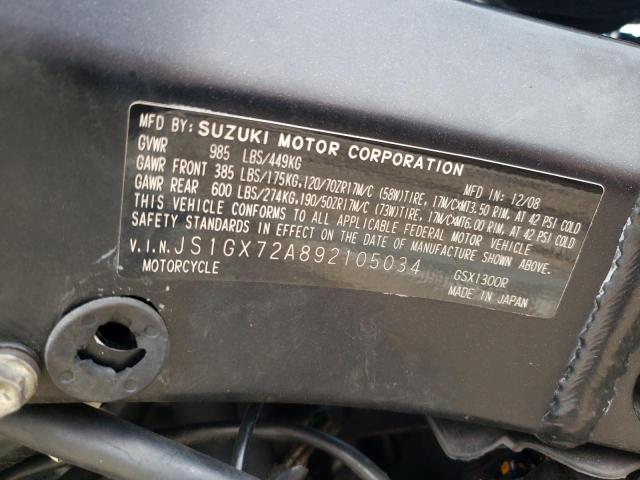 MFD BY: SUZUKI MOTOR CORPORATION
GVWR 985 LBS/449KG MFD IN: 12/08
GAWR FRONT 385 LBS/175KG,120/70ZR17M/C (58W)TIRE, 17M/C×MT3.50 RIM, AT 42 PSI COLD
GAWR REAR 600 LBS/274KG,190/50ZR17M/C (73W)TIRE, 17M/C×MT6.00 RIM, AT 42 PSI COLD
THIS VEHICLE CONFORMS TO ALL APPLICABLE FEDERAL MOTOR VEHICLE
SAFETY STANDARDS IN EFFECT ON THE DATE OF MANUFACTURE SHOWN ABOVE.
V.I.N. JS1GX72A892105034 GSX1300R
MOTORCYCLE MADE IN JAPAN